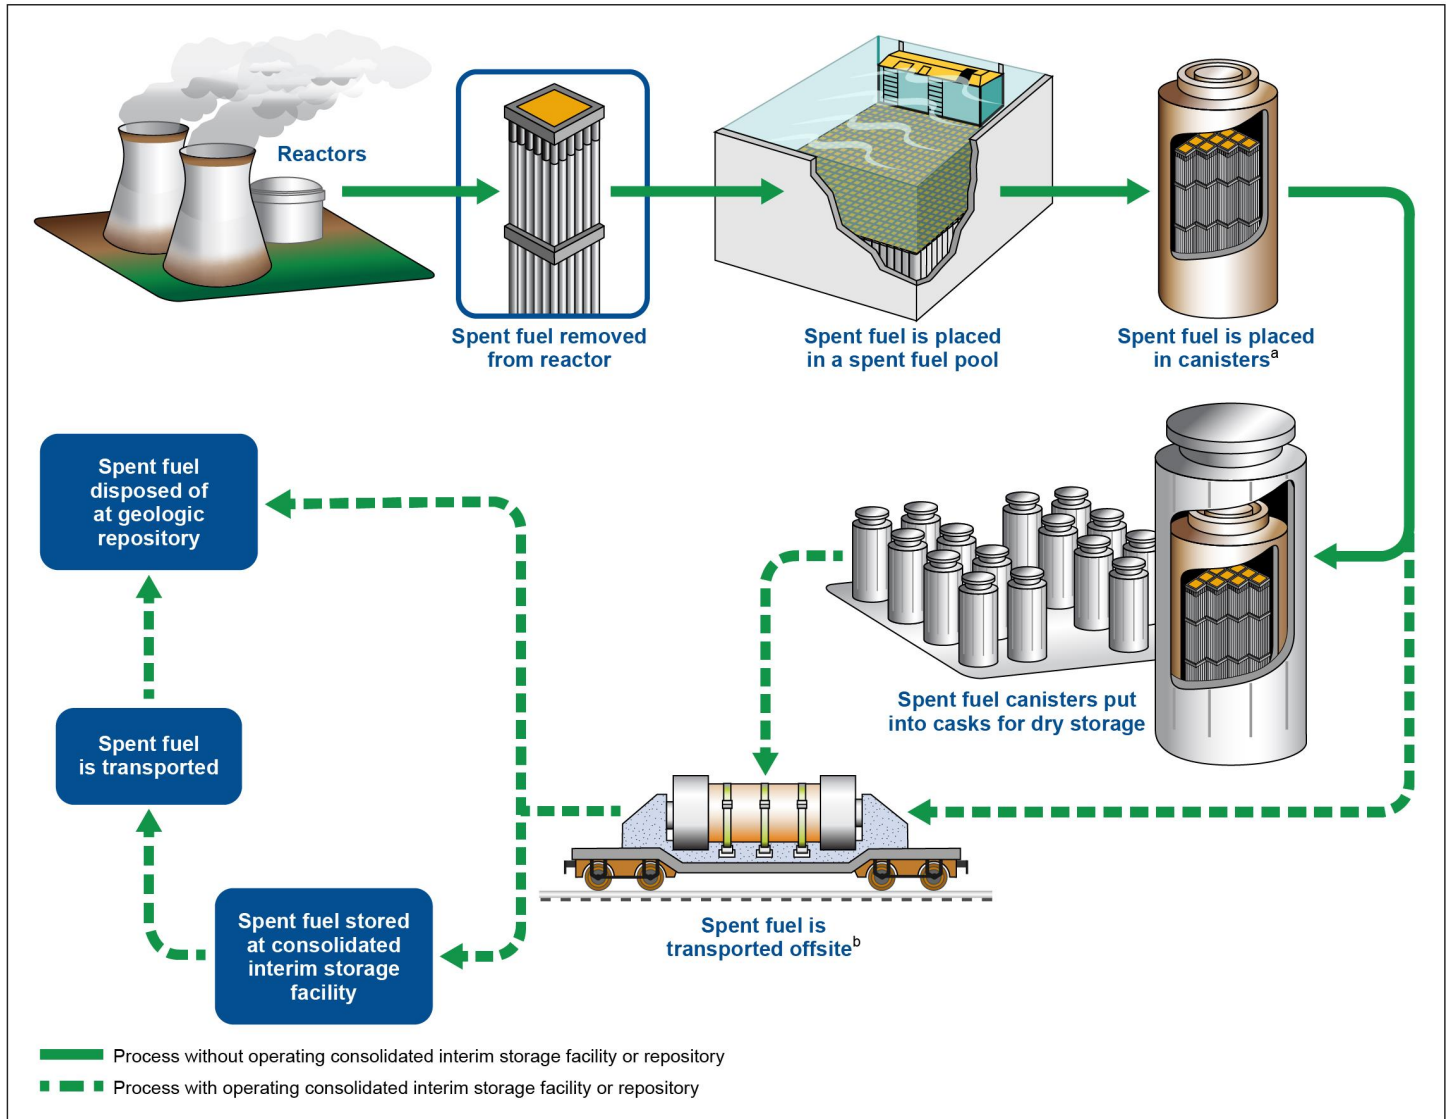 Reactors
Spent fuel removed
from reactor
Spent fuel is placed
in a spent fuel pool
Spent fuel is placed
in canistersᵃ
Spent fuel
disposed of
at geologic
repository
Spent fuel canisters put
into casks for dry storage
Spent fuel
is transported
Spent fuel stored
at consolidated
interim storage
facility
Spent fuel is
transported offsiteᵇ
Process without operating consolidated interim storage facility or repository
Process with operating consolidated interim storage facility or repository